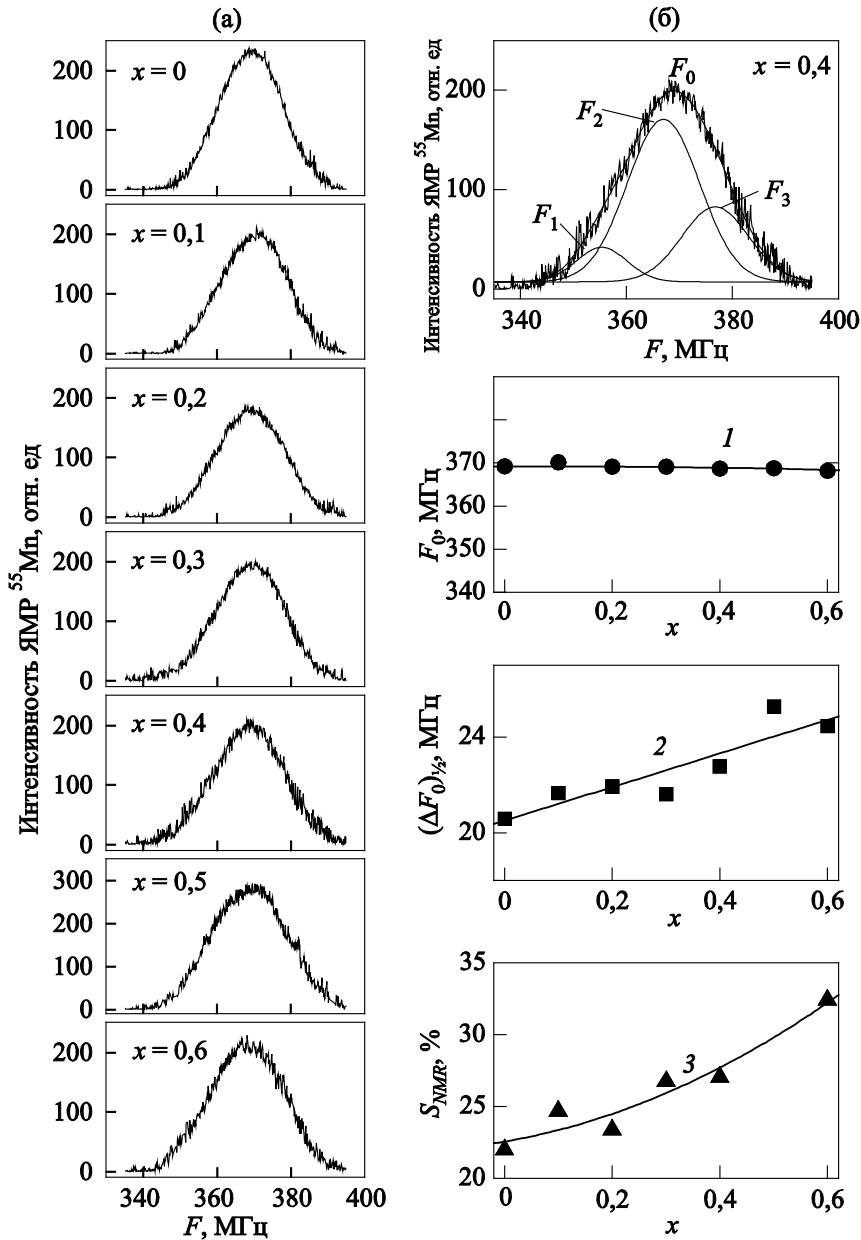 (а)
Интенсивность ЯМР ⁵⁵Mn, отн. ед
x = 0
200
100
0
x = 0,1
200
100
0
x = 0,2
200
100
0
x = 0,3
200
100
0
x = 0,4
200
100
0
x = 0,5
300
200
100
0
x = 0,6
200
100
0
340 360 380 400
F, МГц
(б)
Интенсивность ЯМР ⁵⁵Mn, отн. ед
x = 0,4
F₀
F₂
F₁
F₃
200
100
0
340 360 380 400
F, МГц
F₀, МГц
1
370
360
350
340
0 0,2 0,4 0,6
x
(ΔF₀)½, МГц
2
24
20
0 0,2 0,4 0,6
x
S_NMR, %
3
35
30
25
20
0 0,2 0,4 0,6
x